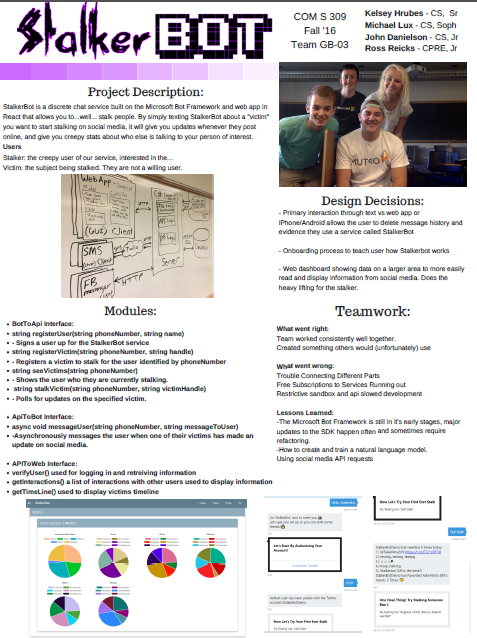 Stalker BOT
COM S 309
Fall '16
Team GB-03
Kelsey Hrubes - CS, Sr
Michael Lux - CS, Soph
John Danielson - CS, Jr
Ross Reicks - CPRE, Jr
Project Description:
StalkerBot is a discrete chat service built on the Microsoft Bot Framework and web app in
React that allows you to...well... stalk people. By simply texting StalkerBot about a "victim"
you want to start stalking on social media, it will give you updates whenever they post
online, and give you creepy stats about who else is talking to your person of interest.
Users
Stalker: the creepy user of our service, interested in the...
Victim: the subject being stalked. They are not a willing user.
Web App
(GUI) Client
SMS
Client
FB
messenger
Client
HTTP
Server
Design Decisions:
- Primary interaction through text vs web app or
iPhone/Android allows the user to delete message history and
evidence they use a service called StalkerBot
- Onboarding process to teach user how Stalkerbot works
- Web dashboard showing data on a larger area to more easily
read and display information from social media. Does the
heavy lifting for the stalker.
Modules:
• BotToApi Interface:
• string registerUser(string phoneNumber, string name)
• - Signs a user up for the StalkerBot service
• string registerVictim(string phoneNumber, string handle)
• - Registers a victim to stalk for the user identified by phoneNumber
• string seeVictims(string phoneNumber)
• - Shows the user who they are currently stalking.
• string stalkVictim(string phoneNumber, string victimHandle)
• - Polls for updates on the specified victim.
• ApiToBot Interface:
• async void messageUser(string phoneNumber, string messageToUser)
• -Asynchronously messages the user when one of their victims has made an
update on social media.
• APIToWeb Interface:
• verifyUser() used for logging in and retreiving information
• getInteractions() a list of interactions with other users used to display information
• getTimeLine() used to display victims timeline
Teamwork:
What went right:
Team worked consistently well together.
Created something others would (unfortunately) use
What went wrong:
Trouble Connecting Different Parts
Free Subscriptions to Services Running out
Restrictive sandbox and api slowed development
Lessons Learned:
-The Microsoft Bot Framework is still in it's early stages, major
updates to the SDK happen often and sometimes require
refactoring.
-How to create and train a natural language model.
Using social media API requests
Hello StalkerBot
Let's Start By Authorizing Your
Account!
Now Let's Try Your First Stalk
Now Let's Try Your First Ever Stalk
One Final Thing! Try Stalking Someone
Else :)